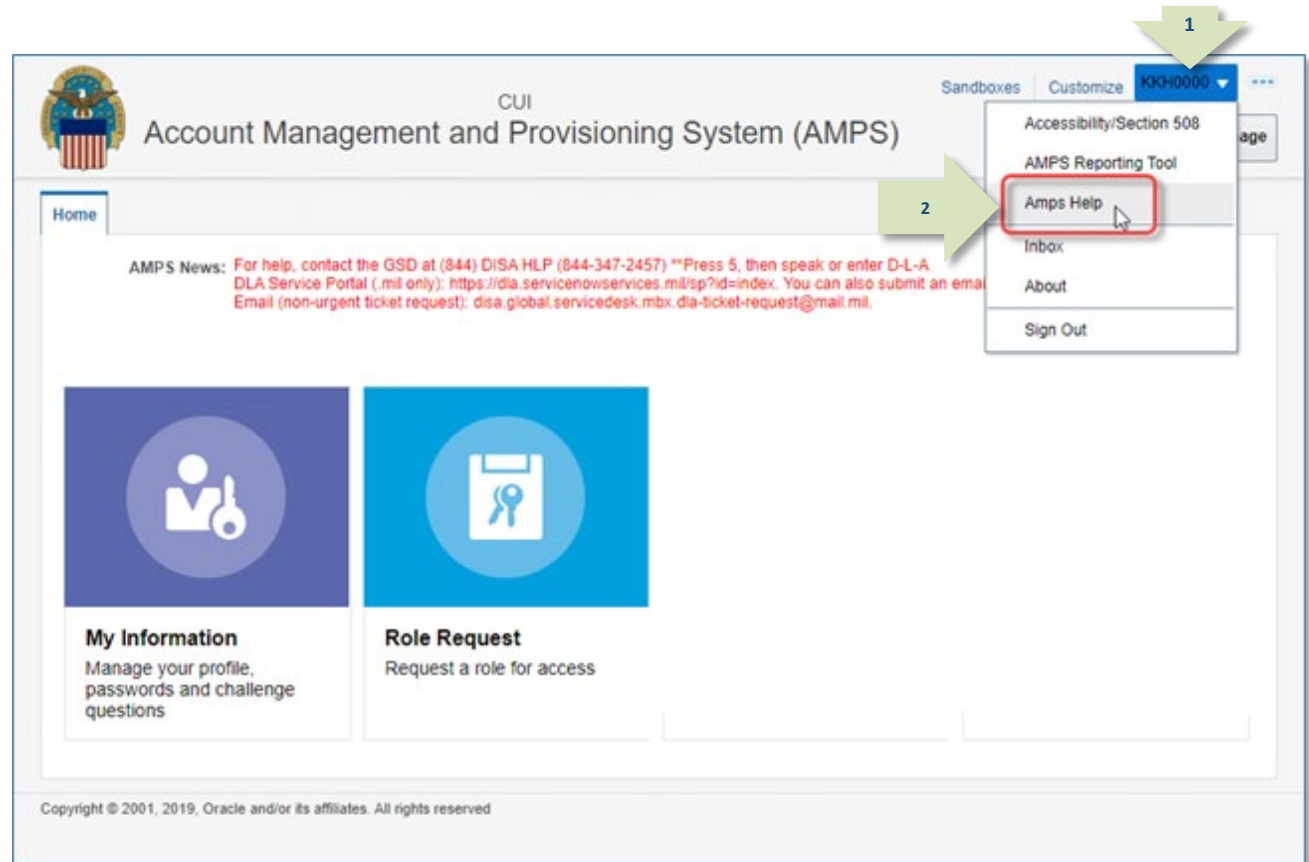 1
CUI
Account Management and Provisioning System (AMPS)
Sandboxes Customize KKH0000
age
Accessibility/Section 508
AMPS Reporting Tool
2
Amps Help
Inbox
About
Sign Out
Home
AMPS News: For help, contact the GSD at (844) DISA HLP (844-347-2457) **Press 5, then speak or enter D-L-A
DLA Service Portal (.mil only): https://dla.servicenowservices.mil/sp?id=index. You can also submit an emai
Email (non-urgent ticket request): disa.global.servicedesk.mbx.dla-ticket-request@mail.mil.
My Information
Manage your profile,
passwords and challenge
questions
Role Request
Request a role for access
Copyright © 2001, 2019, Oracle and/or its affiliates. All rights reserved